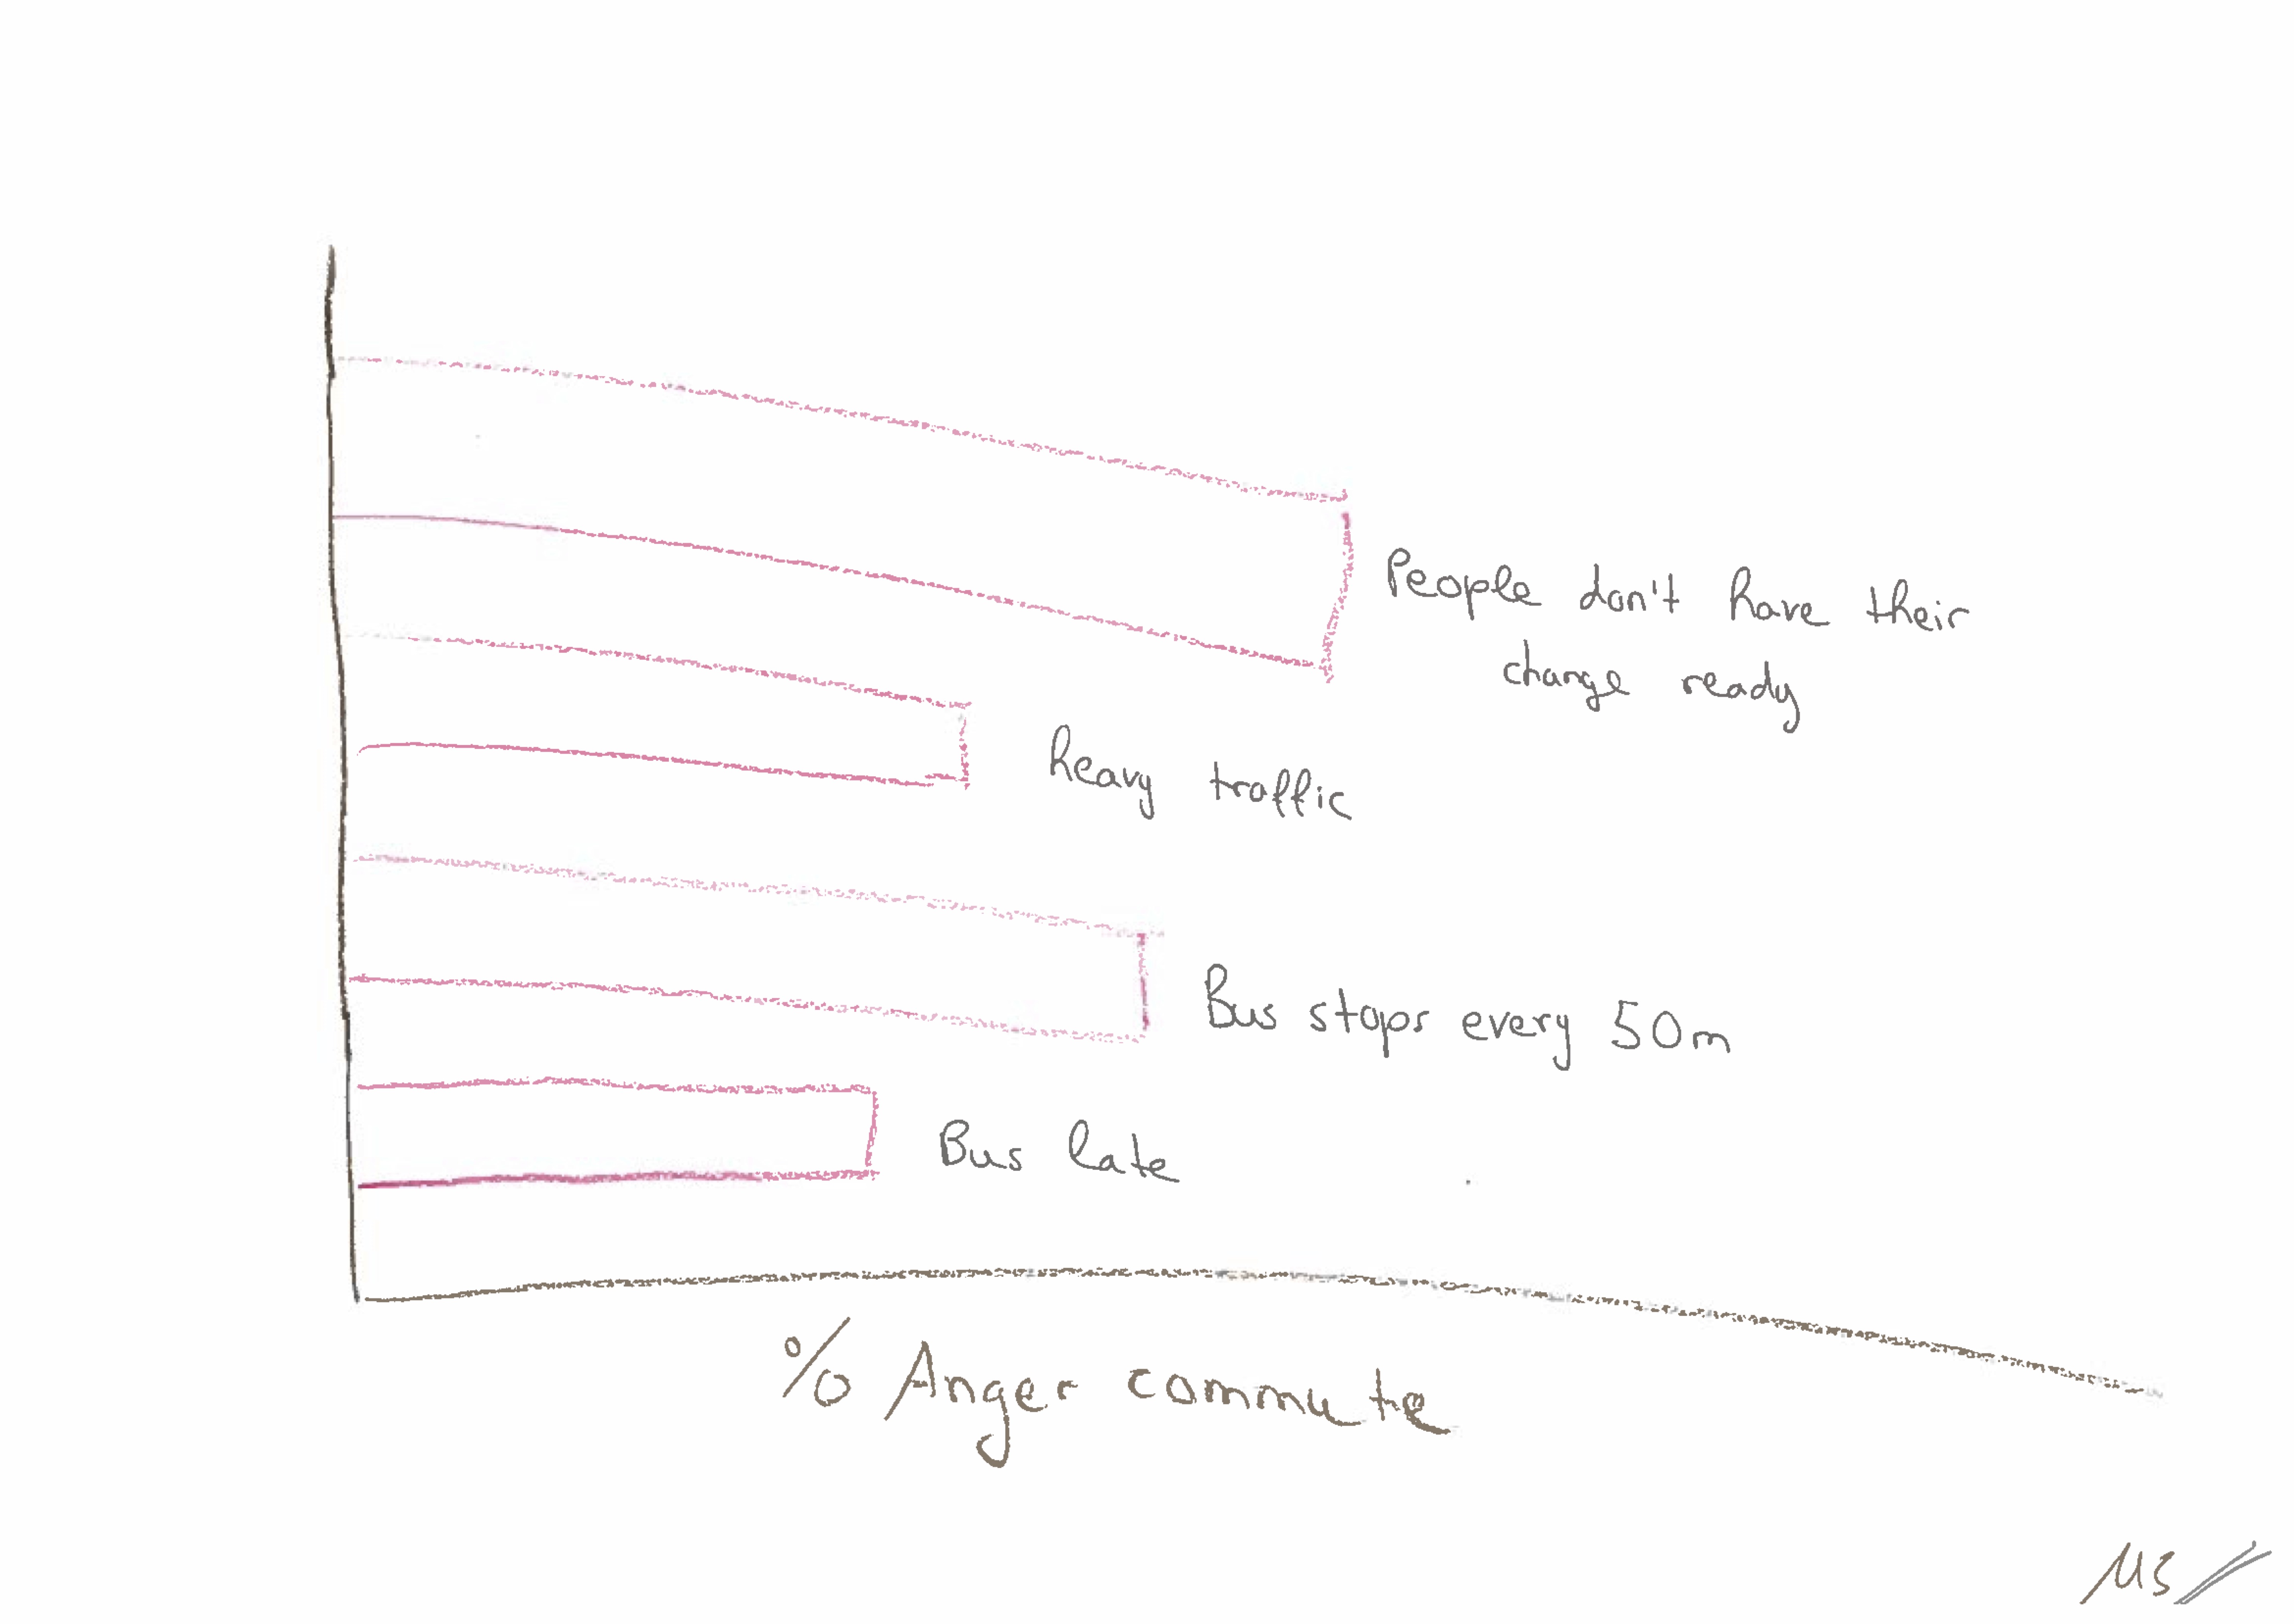 People don't have their
change ready
heavy traffic
Bus stops every 50m
Bus late
% Anger commute
MS